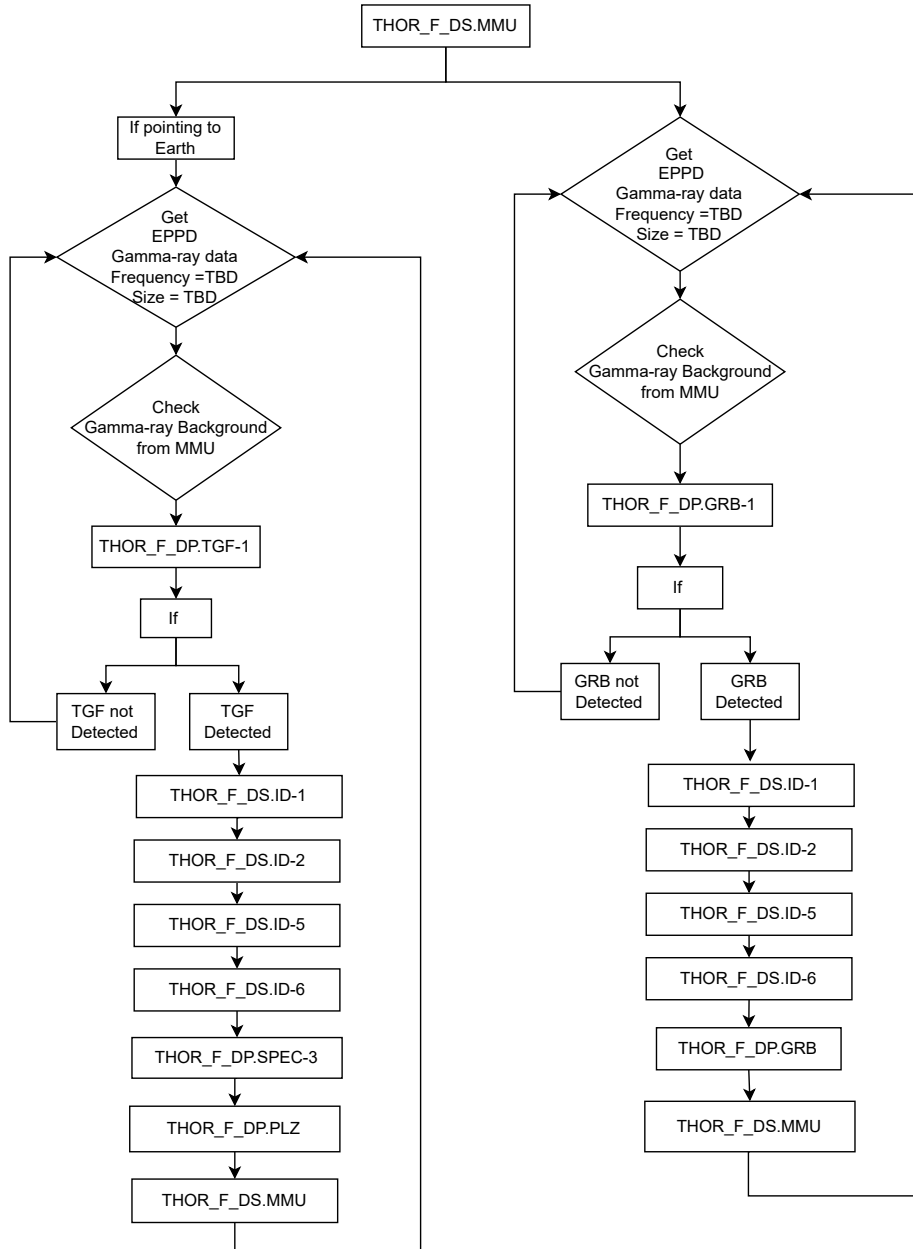 THOR_F_DS.MMU
If pointing to
Earth
Get
EPPD
Gamma-ray data
Frequency =TBD
Size = TBD
Check
Gamma-ray Background
from MMU
THOR_F_DP.TGF-1
If
TGF not
Detected
TGF
Detected
THOR_F_DS.ID-1
THOR_F_DS.ID-2
THOR_F_DS.ID-5
THOR_F_DS.ID-6
THOR_F_DP.SPEC-3
THOR_F_DP.PLZ
THOR_F_DS.MMU
Get
EPPD
Gamma-ray data
Frequency =TBD
Size = TBD
Check
Gamma-ray Background
from MMU
THOR_F_DP.GRB-1
If
GRB not
Detected
GRB
Detected
THOR_F_DS.ID-1
THOR_F_DS.ID-2
THOR_F_DS.ID-5
THOR_F_DS.ID-6
THOR_F_DP.GRB
THOR_F_DS.MMU